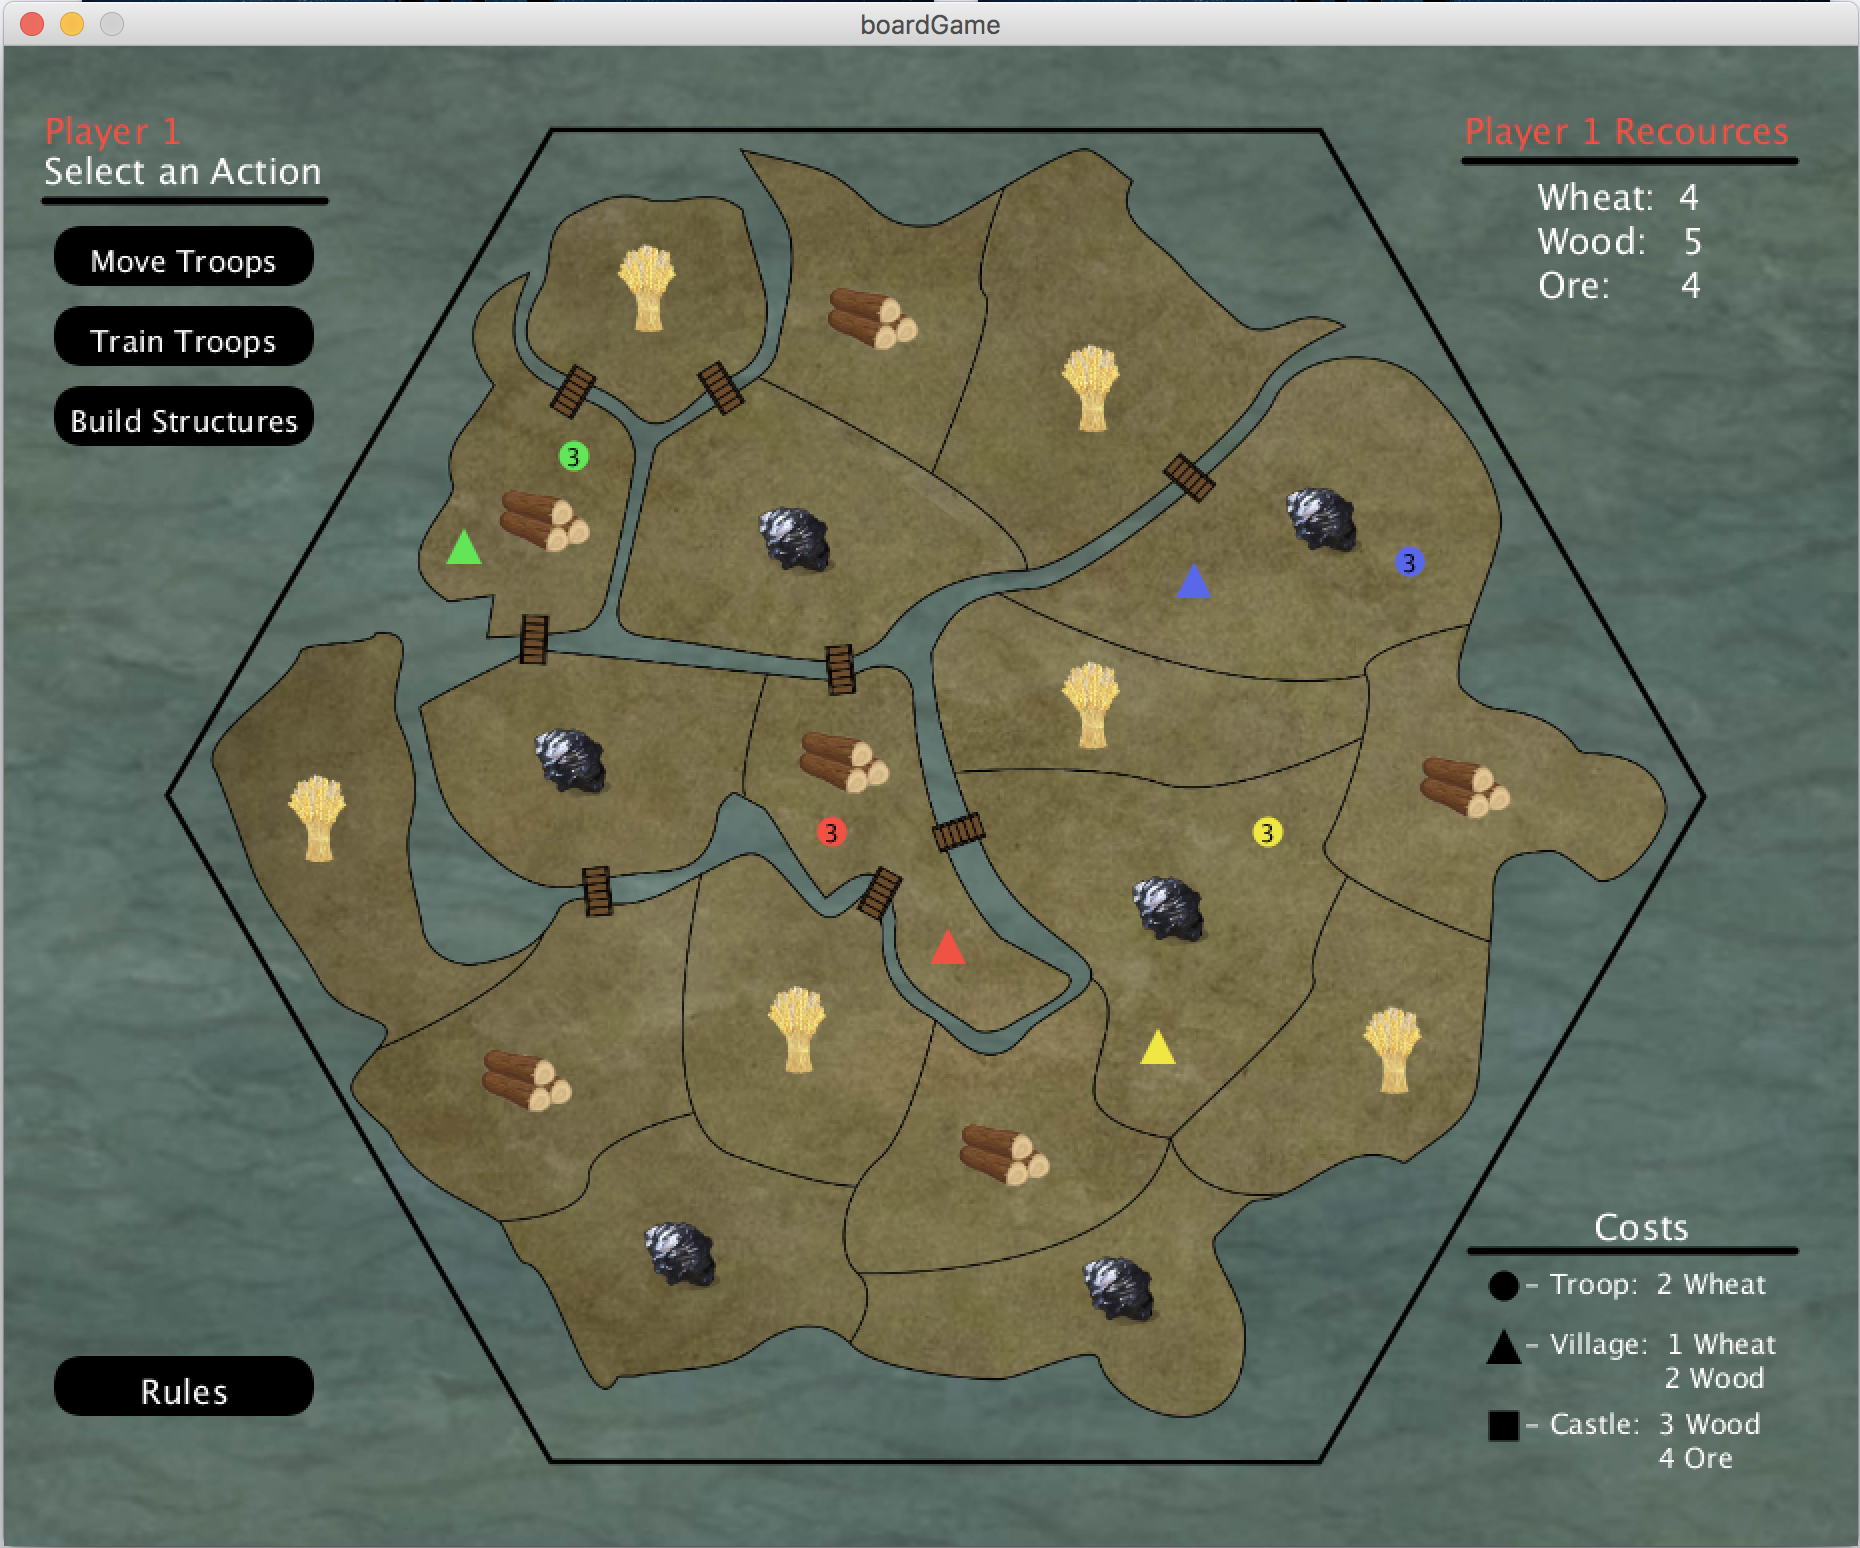 boardGame
Player 1
Select an Action
Move Troops
Train Troops
Build Structures
Rules
Player 1 Recources
Wheat: 4
Wood: 5
Ore: 4
3
3
3
3
Costs
– Troop: 2 Wheat
– Village: 1 Wheat
2 Wood
– Castle: 3 Wood
4 Ore